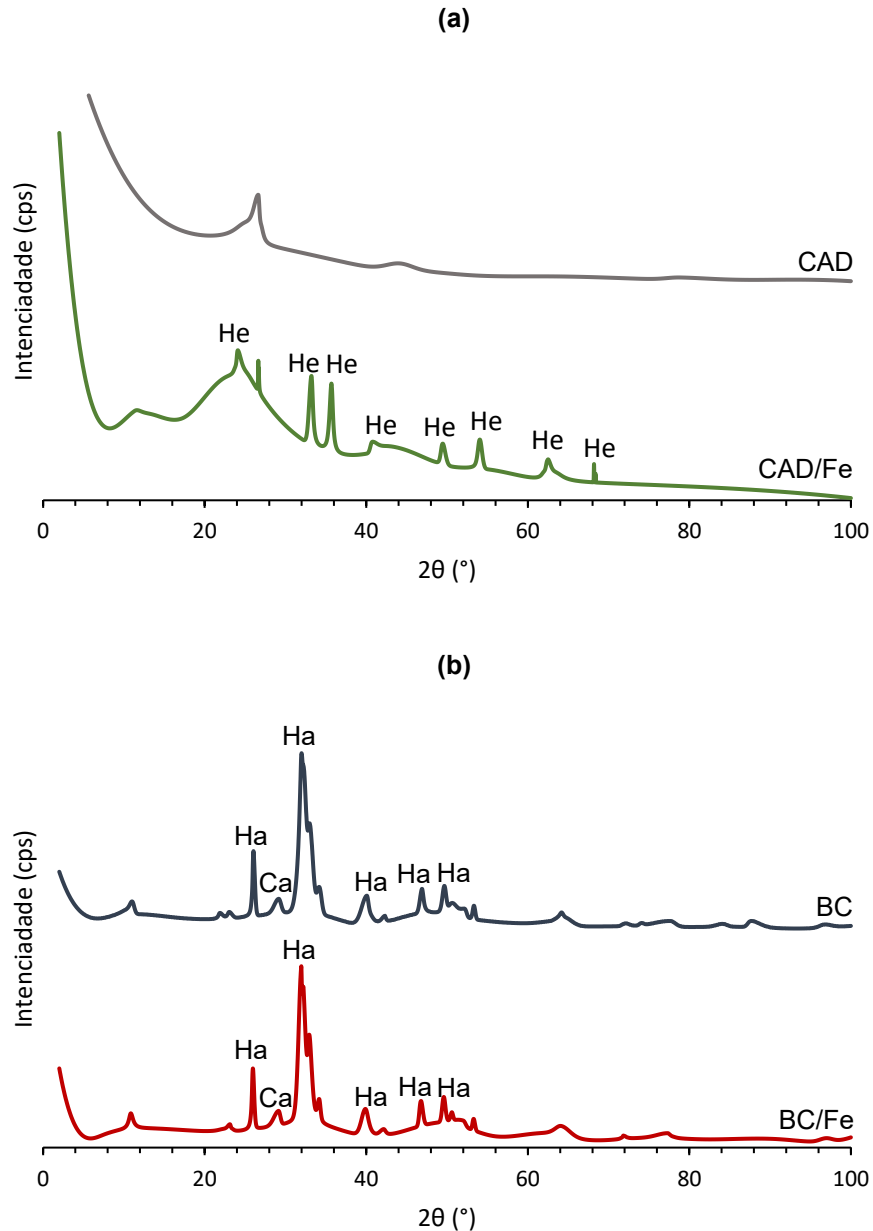 (a)
Intenciadade (cps)
CAD
He
He
He
He
He
He
He
He
CAD/Fe
0 20 40 60 80 100
2θ (°)
(b)
Intenciadade (cps)
Ha
Ha
Ca
Ha
Ha
Ha
BC
Ha
Ha
Ca
Ha
Ha
Ha
BC/Fe
0 20 40 60 80 100
2θ (°)